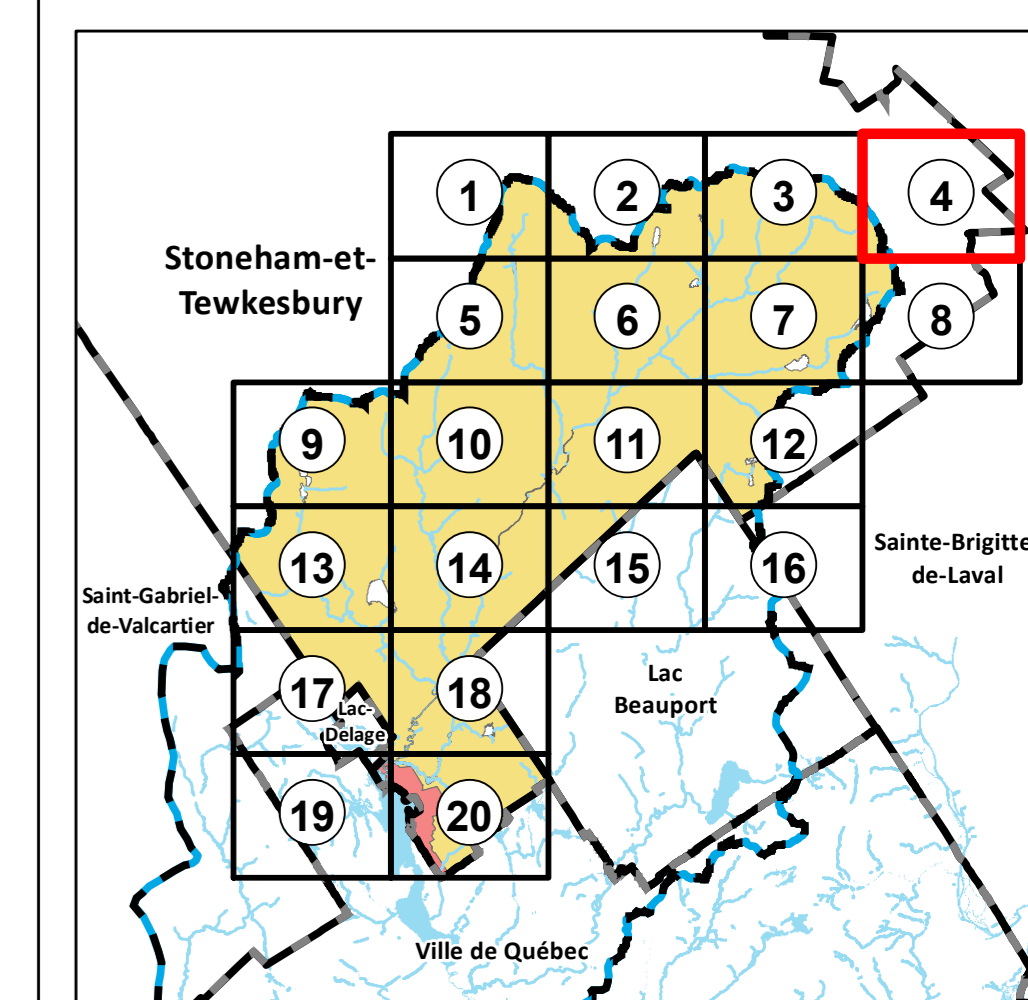 1
2
3
4
Stoneham-et-
Tewkesbury
5
6
7
8
9
10
11
12
13
14
15
16
Sainte-Brigitte
de-Laval
Saint-Gabriel-
de-Valcartier
17
18
Lac-
Delage
Lac
Beauport
19
20
Ville de Québec